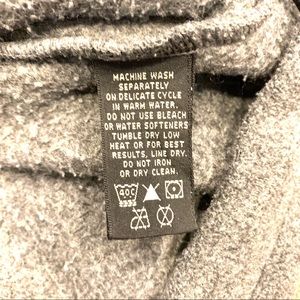 MACHINE WASH
SEPARATELY
ON DELICATE CYCLE
IN WARM WATER.
DO NOT USE BLEACH
OR WATER SOFTENERS
TUMBLE DRY LOW
HEAT OR FOR BEST
RESULTS, LINE DRY.
DO NOT IRON
OR DRY CLEAN.
40C